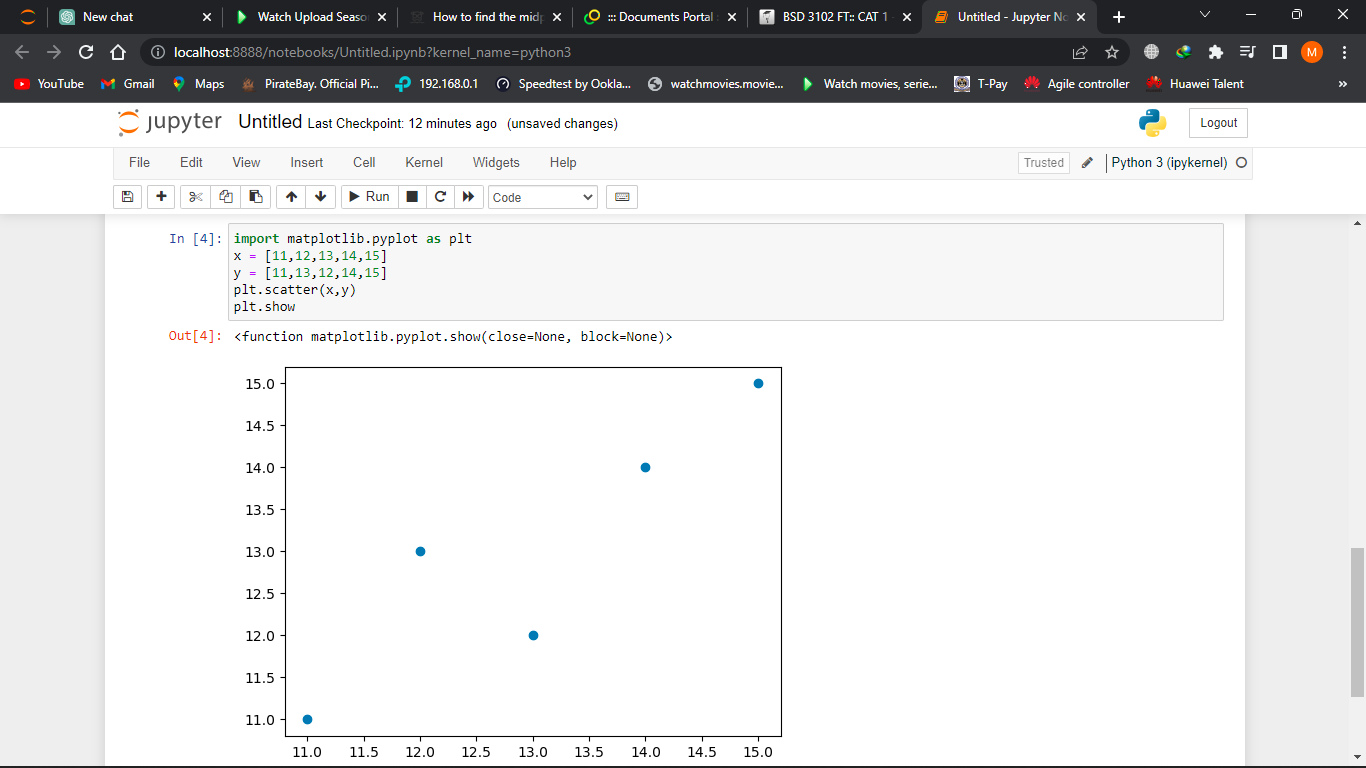 New chat
Watch Upload Seaso
How to find the midp
::: Documents Portal :
BSD 3102 FT:: CAT 1
Untitled - Jupyter No
localhost:8888/notebooks/Untitled.ipynb?kernel_name=python3
M
YouTube
Gmail
Maps
PirateBay. Official Pi...
192.168.0.1
Speedtest by Ookla...
watchmovies.movie...
Watch movies, serie...
T-Pay
Agile controller
Huawei Talent
»
jupyter Untitled Last Checkpoint: 12 minutes ago (unsaved changes)
Logout
File Edit View Insert Cell Kernel Widgets Help
Trusted
Python 3 (ipykernel)
Run
Code
In [4]:
import matplotlib.pyplot as plt
x = [11,12,13,14,15]
y = [11,13,12,14,15]
plt.scatter(x,y)
plt.show
Out[4]: <function matplotlib.pyplot.show(close=None, block=None)>
15.0
14.5
14.0
13.5
13.0
12.5
12.0
11.5
11.0
11.0 11.5 12.0 12.5 13.0 13.5 14.0 14.5 15.0